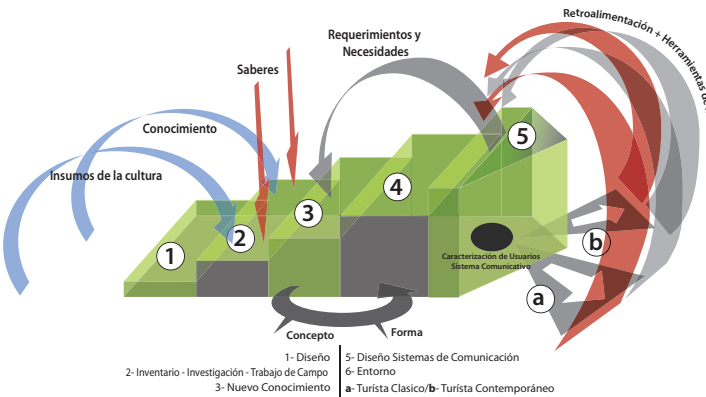 Retroalimentación + Herramientas de
Requerimientos y
Necesidades
Saberes
Conocimiento
Insumos de la cultura
1
2
3
4
5
Caracterización de Usuarios
Sistema Comunicativo
a
b
Concepto
Forma
1- Diseño
2- Inventario - Investigación - Trabajo de Campo
3- Nuevo Conocimiento
5- Diseño Sistemas de Comunicación
6- Entorno
a- Turísta Clasico/b- Turísta Contemporáneo